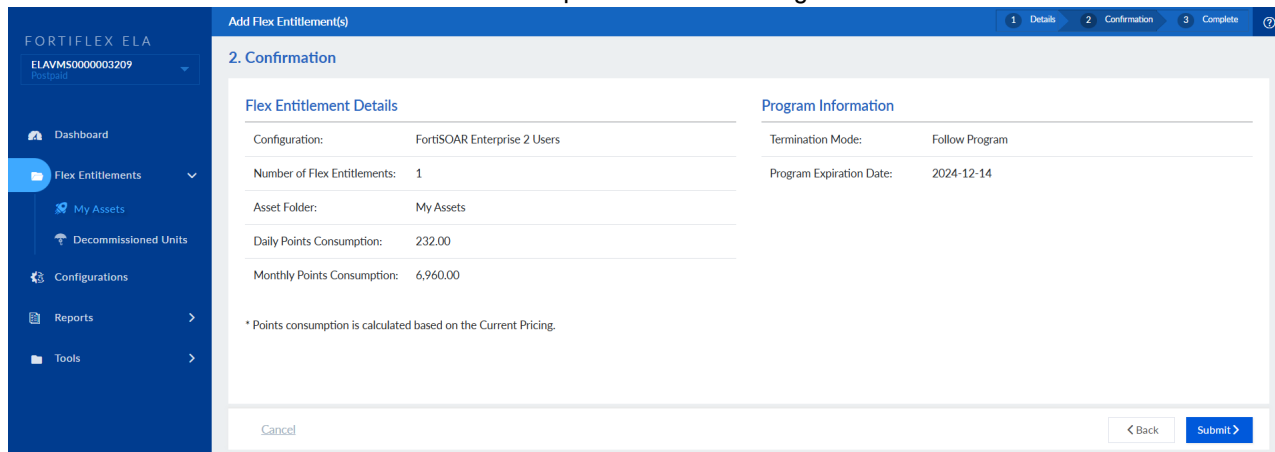 Add Flex Entitlement(s)
1 Details
2 Confirmation
3 Complete
FORTIFLEX ELA
ELAVMS0000003209
Postpaid
Dashboard
Flex Entitlements
My Assets
Decommissioned Units
Configurations
Reports
Tools
2. Confirmation
Flex Entitlement Details
Configuration: FortiSOAR Enterprise 2 Users
Number of Flex Entitlements: 1
Asset Folder: My Assets
Daily Points Consumption: 232.00
Monthly Points Consumption: 6,960.00
* Points consumption is calculated based on the Current Pricing.
Program Information
Termination Mode: Follow Program
Program Expiration Date: 2024-12-14
Cancel
Back
Submit